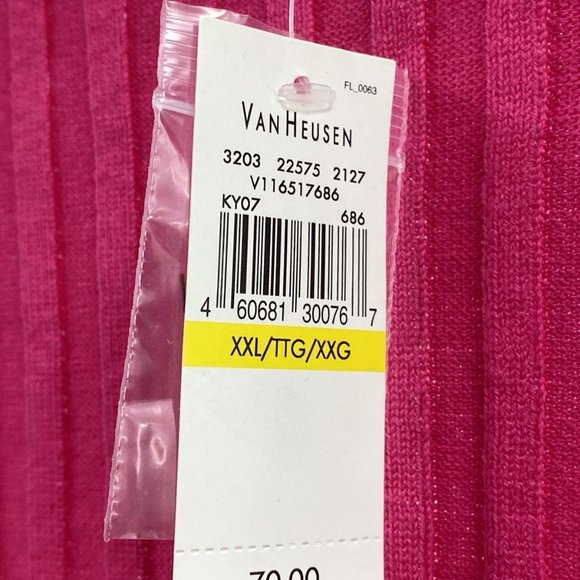 FL_0063
VAN HEUSEN
3203 22575 2127
V116517686
KY07 686
4 60681 30076 7
XXL/TTG/XXG